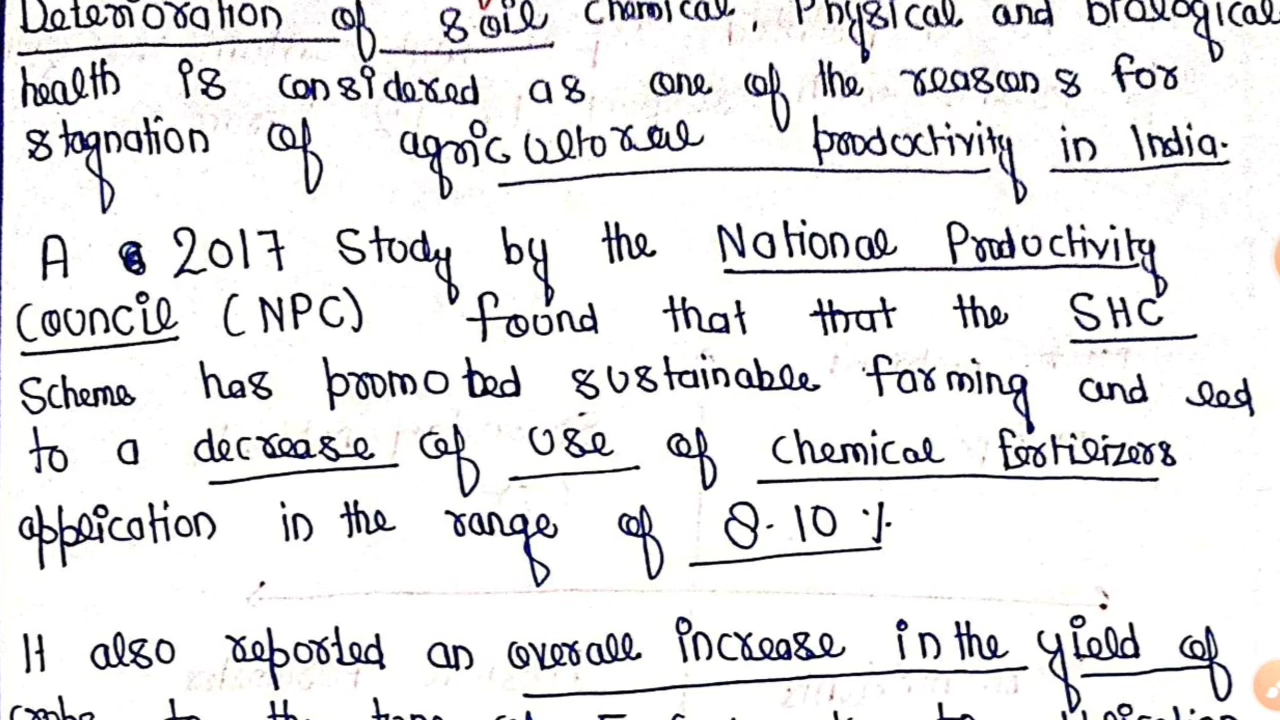 Deterioration of soil chemical, Physical and biological
health is considered as one of the reasons for
stagnation of agricultural productivity in India.
A 2017 Study by the National Productivity
Council (NPC) found that that the SHC
Scheme has promoted sustainable farming and led
to a decrease of use of chemical fertilizers
application in the range of 8-10 %.
It also reported an overall increase in the yield of
to the